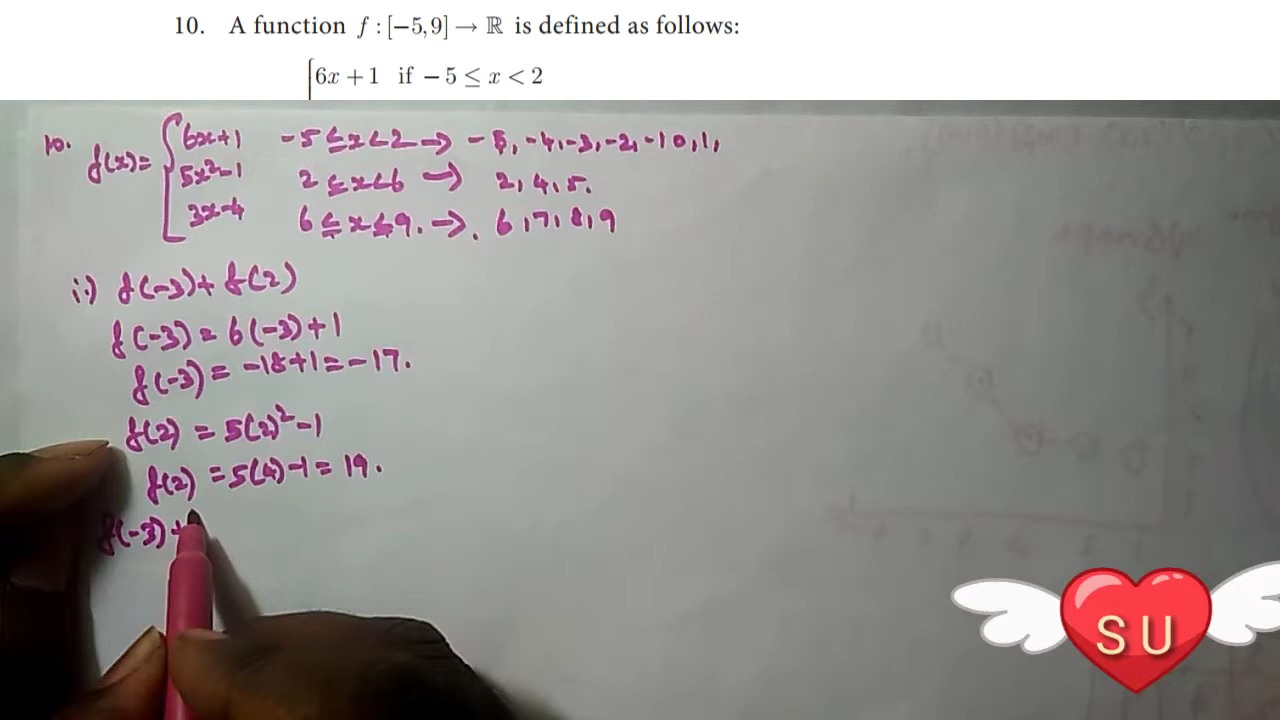 10. A function f : [−5, 9] → ℝ is defined as follows:
6x + 1 if − 5 ≤ x < 2
10. f(x) = { 6x+1 -5 ≤ x < 2 → -5, -4, -3, -2, -1 0, 1,
5x²-1 2 ≤ x < 6 → 2, 4, 5.
3x-4 6 ≤ x ≤ 9. →. 6, 7, 8, 9
i.) f(-3) + f(2)
f(-3) = 6(-3)+1
f(-3) = -18+1 = -17.
f(2) = 5(2)²-1
f(2) = 5(4)-1 = 19.
f(-3) +
S U